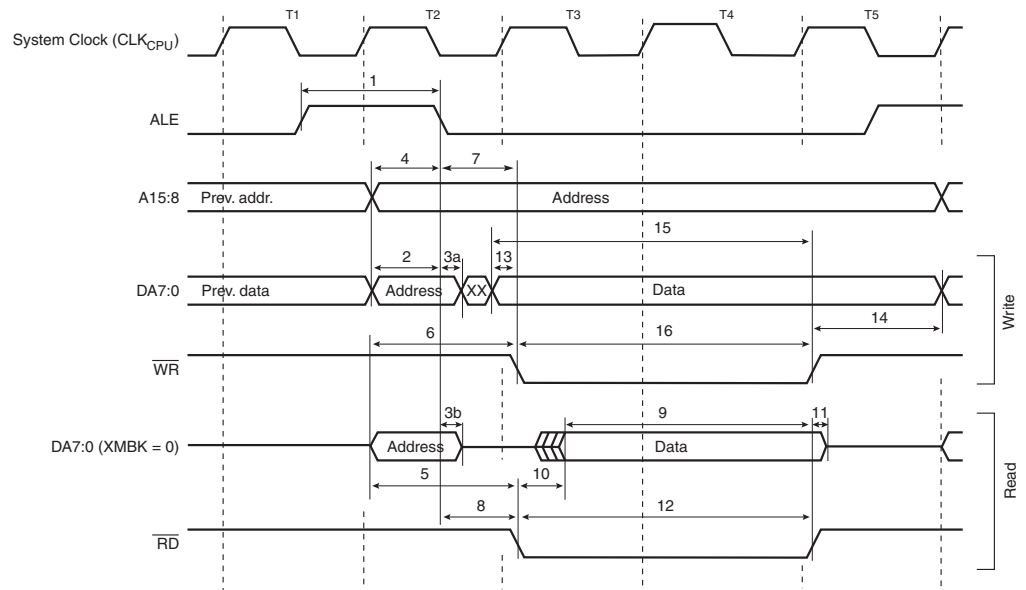 T1 T2 T3 T4 T5
System Clock (CLKCPU)
1
ALE
4 7
A15:8 Prev. addr. Address
15
2 3a 13
DA7:0 Prev. data Address XX Data
14
6 16
WR
Write
3b 9 11
DA7:0 (XMBK = 0) Address Data
5 10
8 12
RD
Read